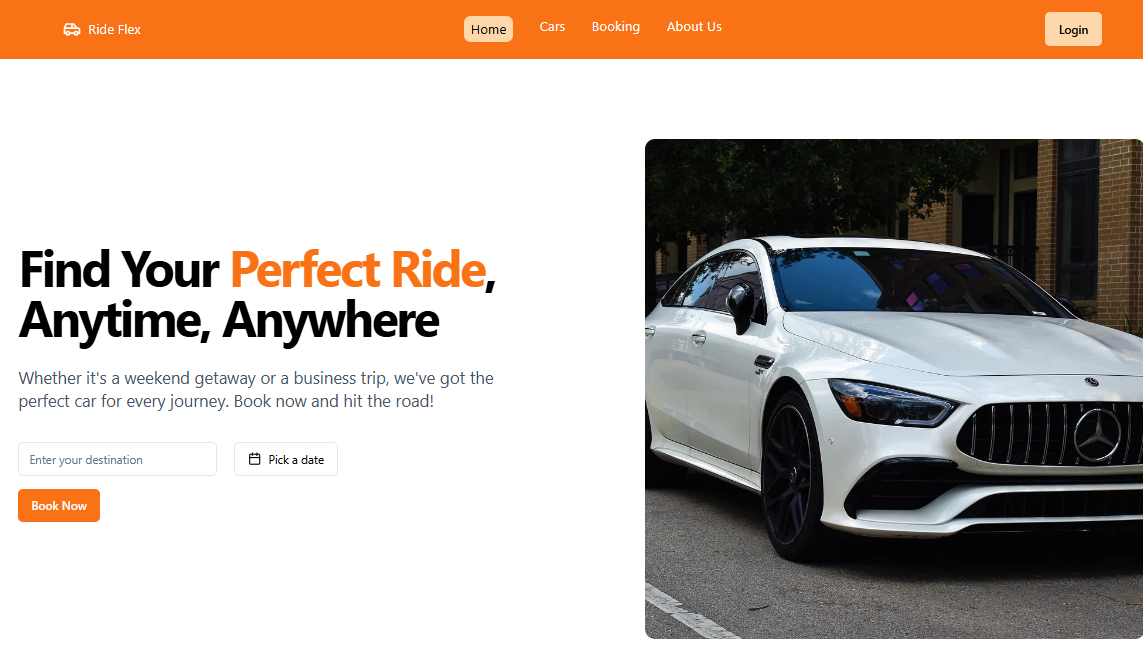 Ride Flex
Home
Cars
Booking
About Us
Login
Find Your Perfect Ride,
Anytime, Anywhere
Whether it's a weekend getaway or a business trip, we've got the
perfect car for every journey. Book now and hit the road!
Enter your destination
Pick a date
Book Now